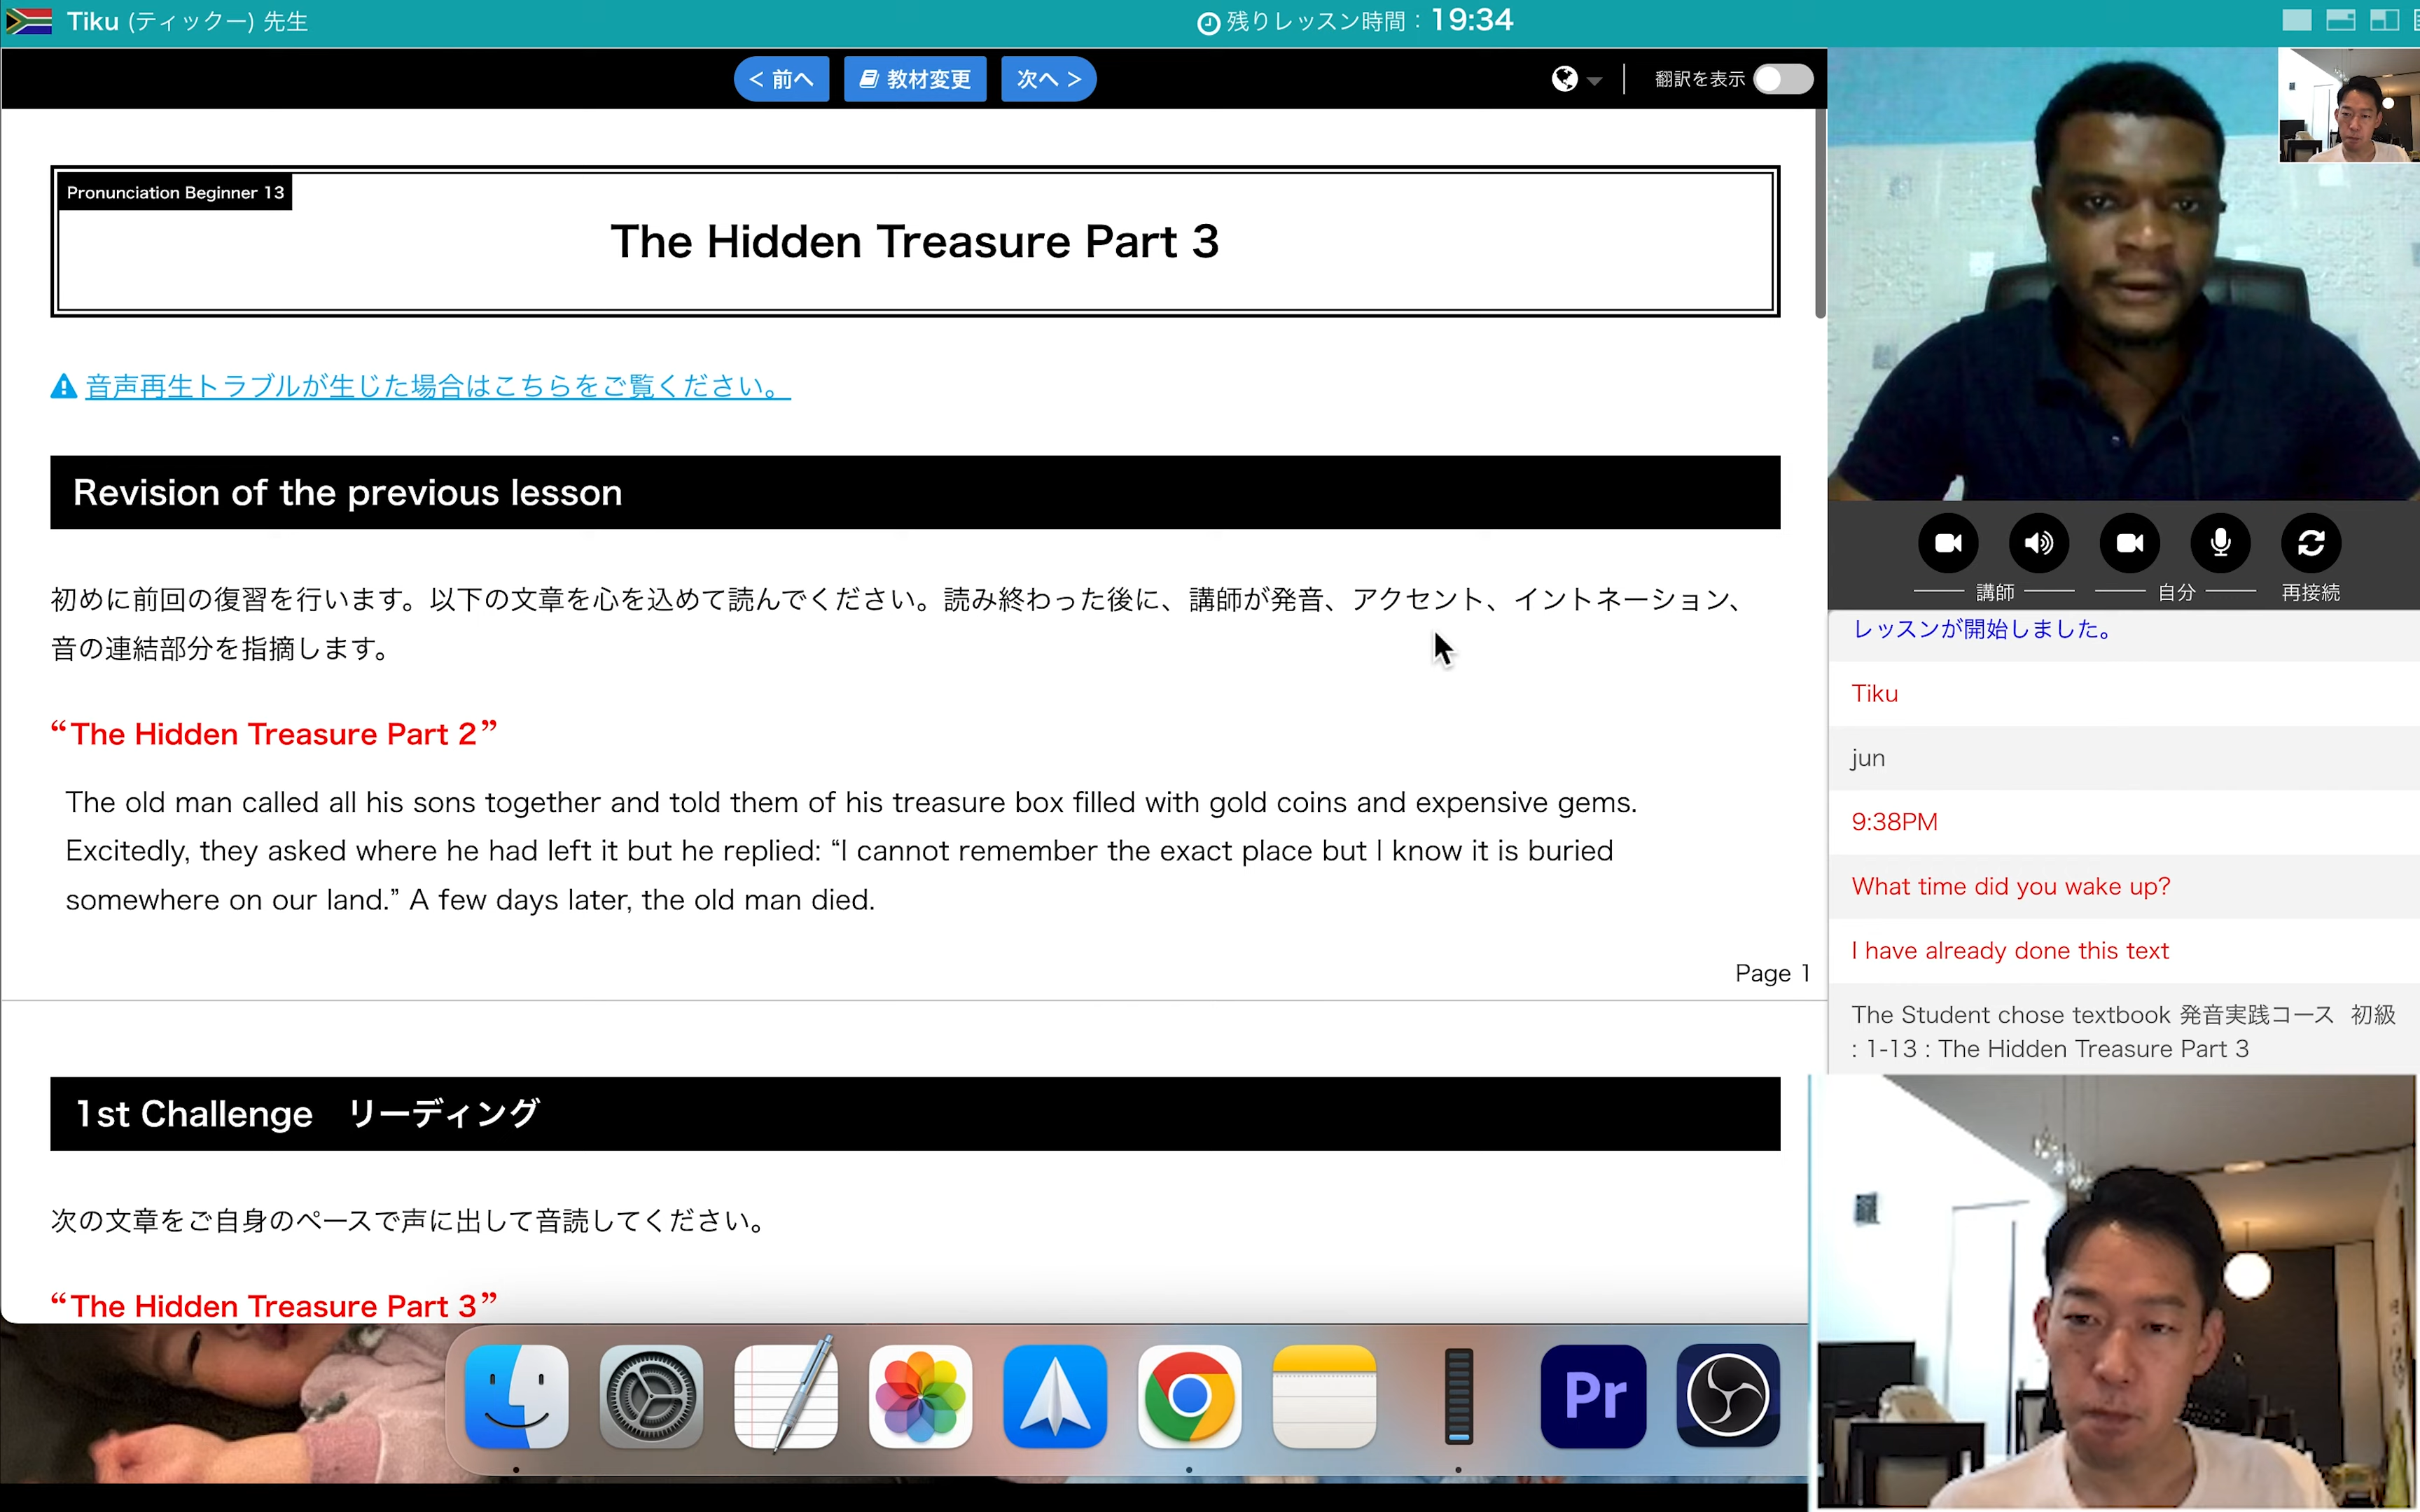 Tiku (ティックー) 先生
残りレッスン時間 : 19:34
< 前へ
教材変更
次へ >
翻訳を表示
Pronunciation Beginner 13
The Hidden Treasure Part 3
音声再生トラブルが生じた場合はこちらをご覧ください。
Revision of the previous lesson
初めに前回の復習を行います。以下の文章を心を込めて読んでください。読み終わった後に、講師が発音、アクセント、イントネーション、
音の連結部分を指摘します。
“The Hidden Treasure Part 2”
The old man called all his sons together and told them of his treasure box filled with gold coins and expensive gems.
Excitedly, they asked where he had left it but he replied: “I cannot remember the exact place but I know it is buried
somewhere on our land.” A few days later, the old man died.
Page 1
1st Challenge　リーディング
次の文章をご自身のペースで声に出して音読してください。
“The Hidden Treasure Part 3”
講師
自分
再接続
レッスンが開始しました。
Tiku
jun
9:38PM
What time did you wake up?
I have already done this text
The Student chose textbook 発音実践コース 初級
: 1-13 : The Hidden Treasure Part 3
Pr